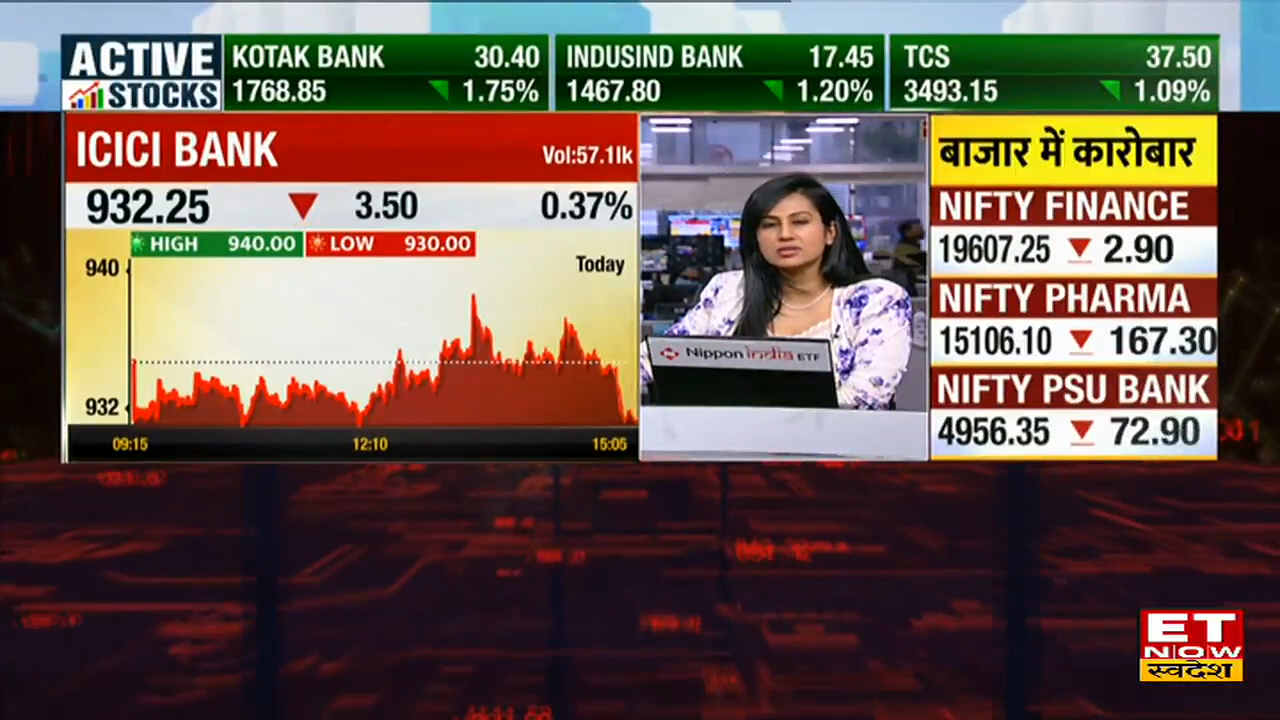 ACTIVE
STOCKS
KOTAK BANK 30.40
1768.85 1.75%
INDUSIND BANK 17.45
1467.80 1.20%
TCS 37.50
3493.15 1.09%
ICICI BANK Vol:57.1lk
932.25 3.50 0.37%
HIGH 940.00 LOW 930.00
Today
940
932
09:15 12:10 15:05
Nippon india ETF
बाजार में कारोबार
NIFTY FINANCE
19607.25 2.90
NIFTY PHARMA
15106.10 167.30
NIFTY PSU BANK
4956.35 72.90
ET
NOW
स्वदेश